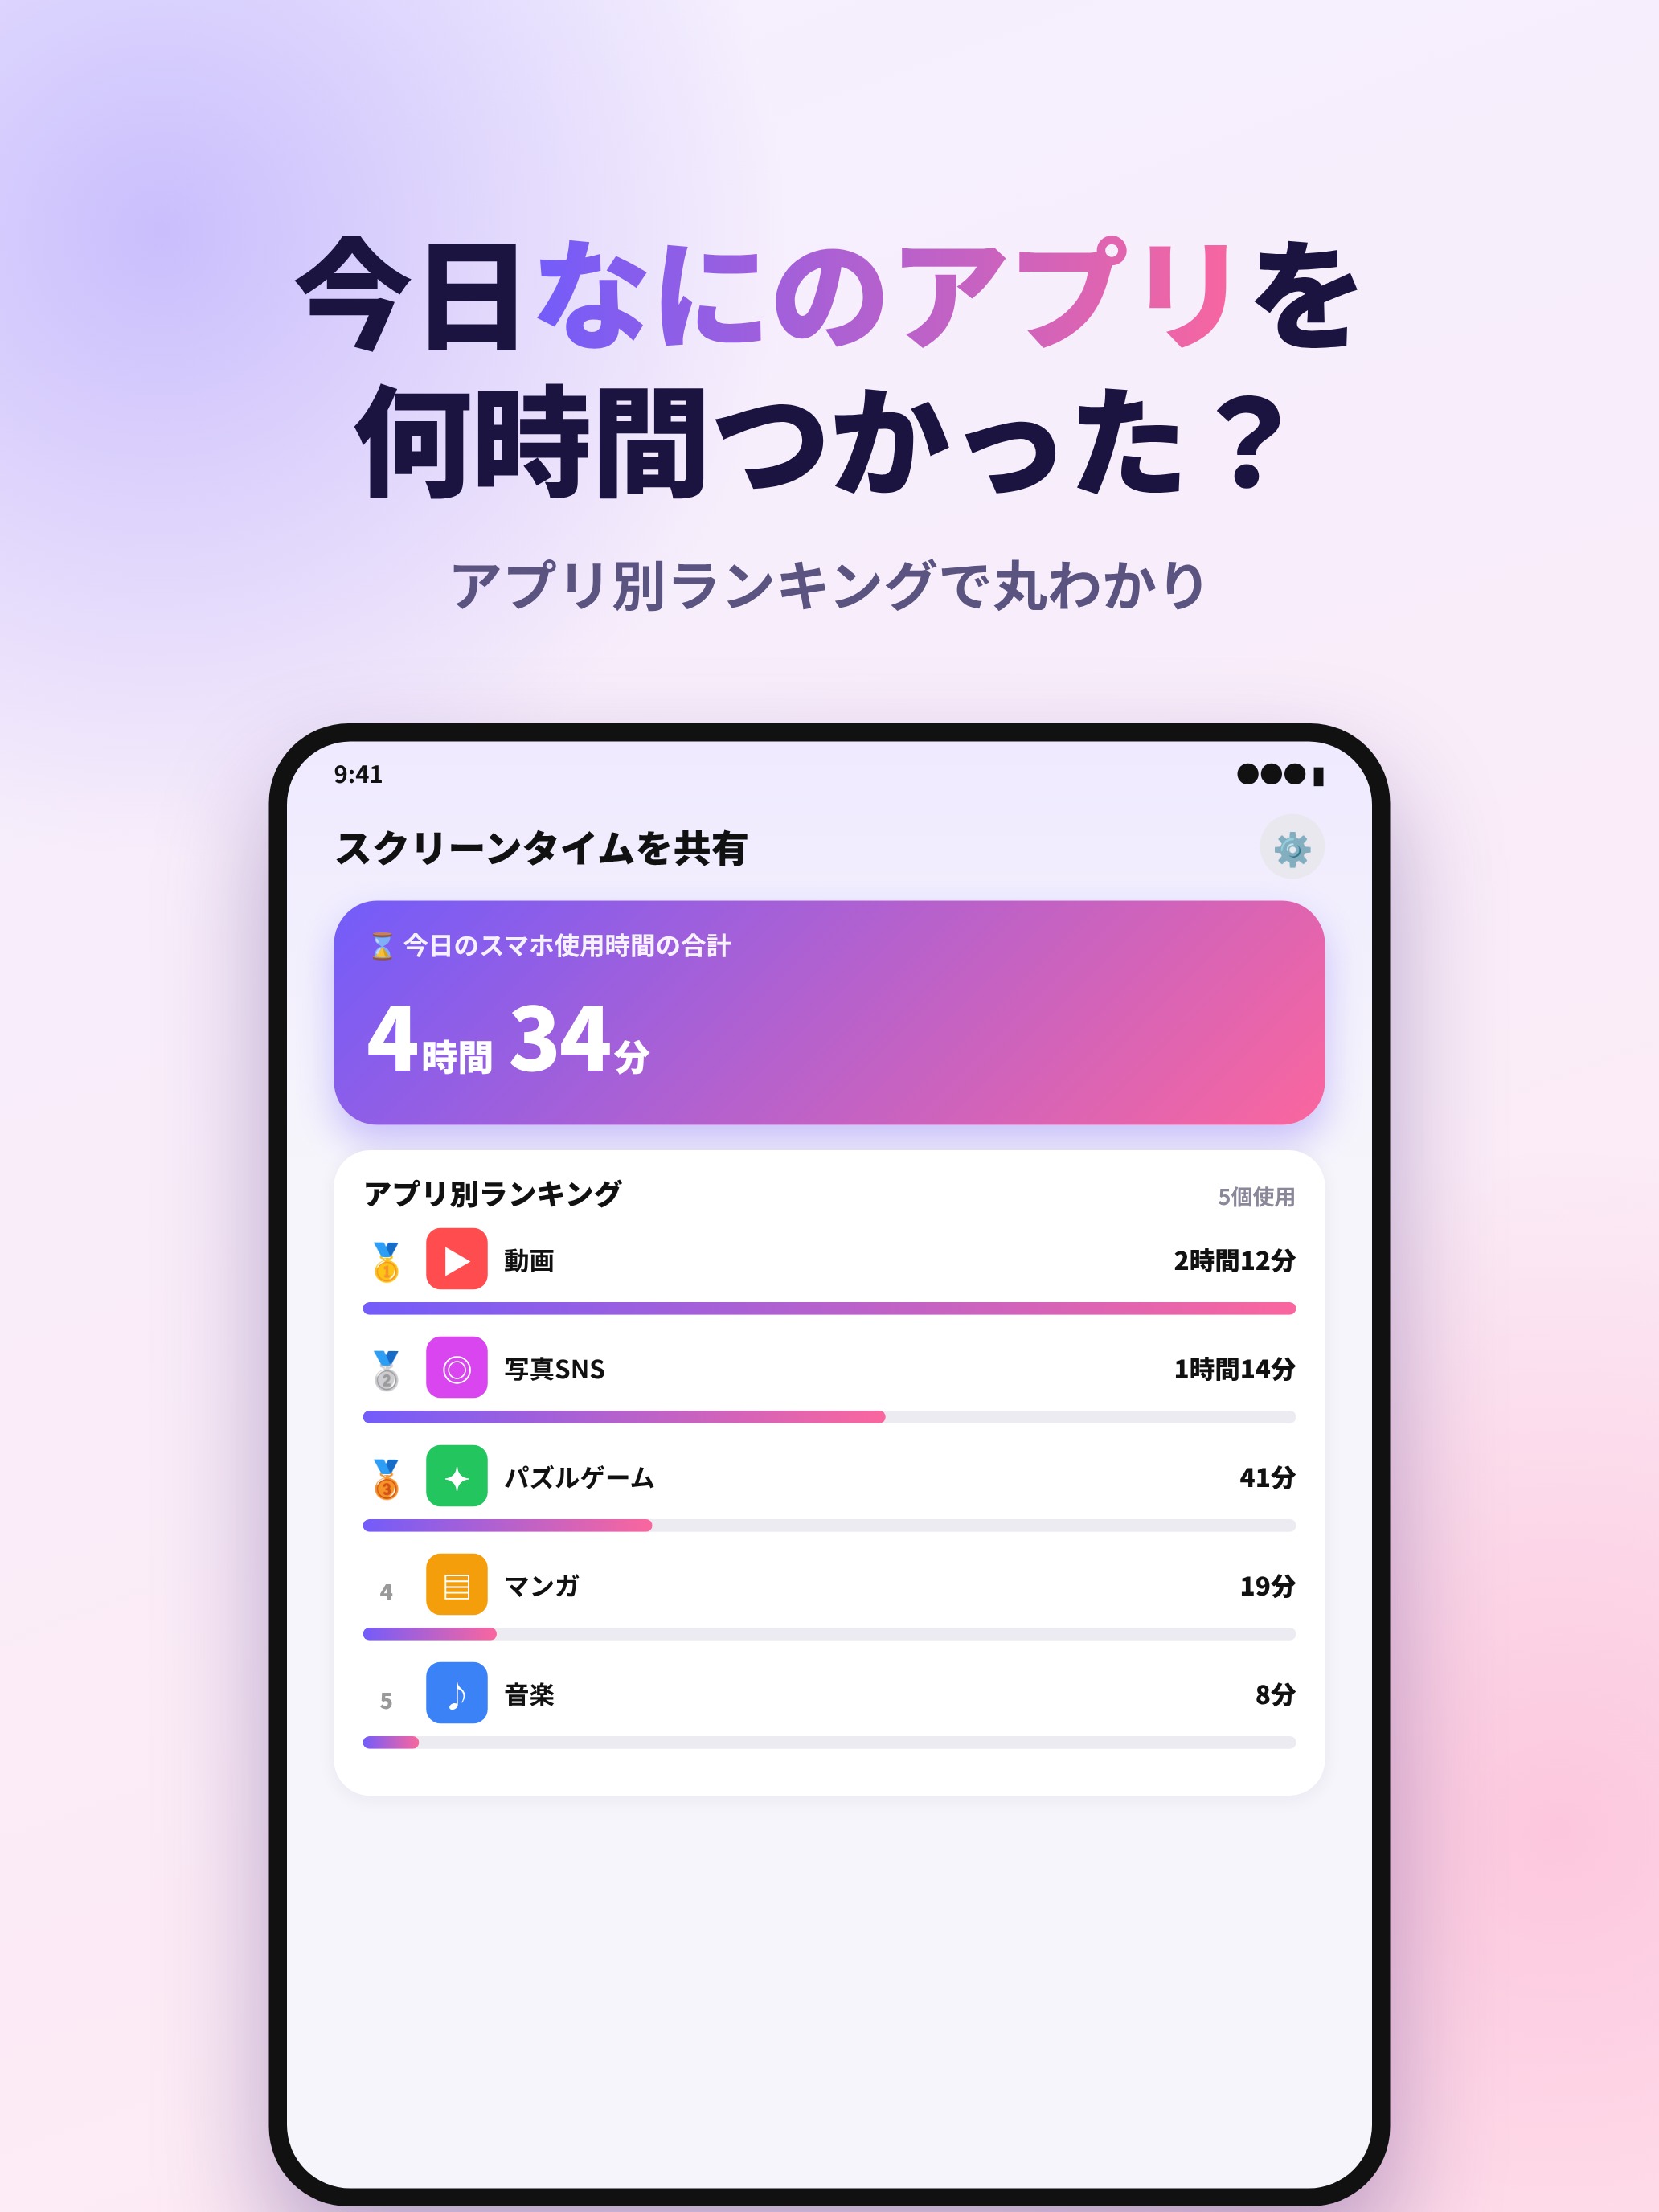 今日なにのアプリを
何時間つかった？
アプリ別ランキングで丸わかり
9:41
スクリーンタイムを共有
今日のスマホ使用時間の合計
4時間 34分
アプリ別ランキング 5個使用
1 動画 2時間12分
2 写真SNS 1時間14分
3 パズルゲーム 41分
4 マンガ 19分
5 音楽 8分